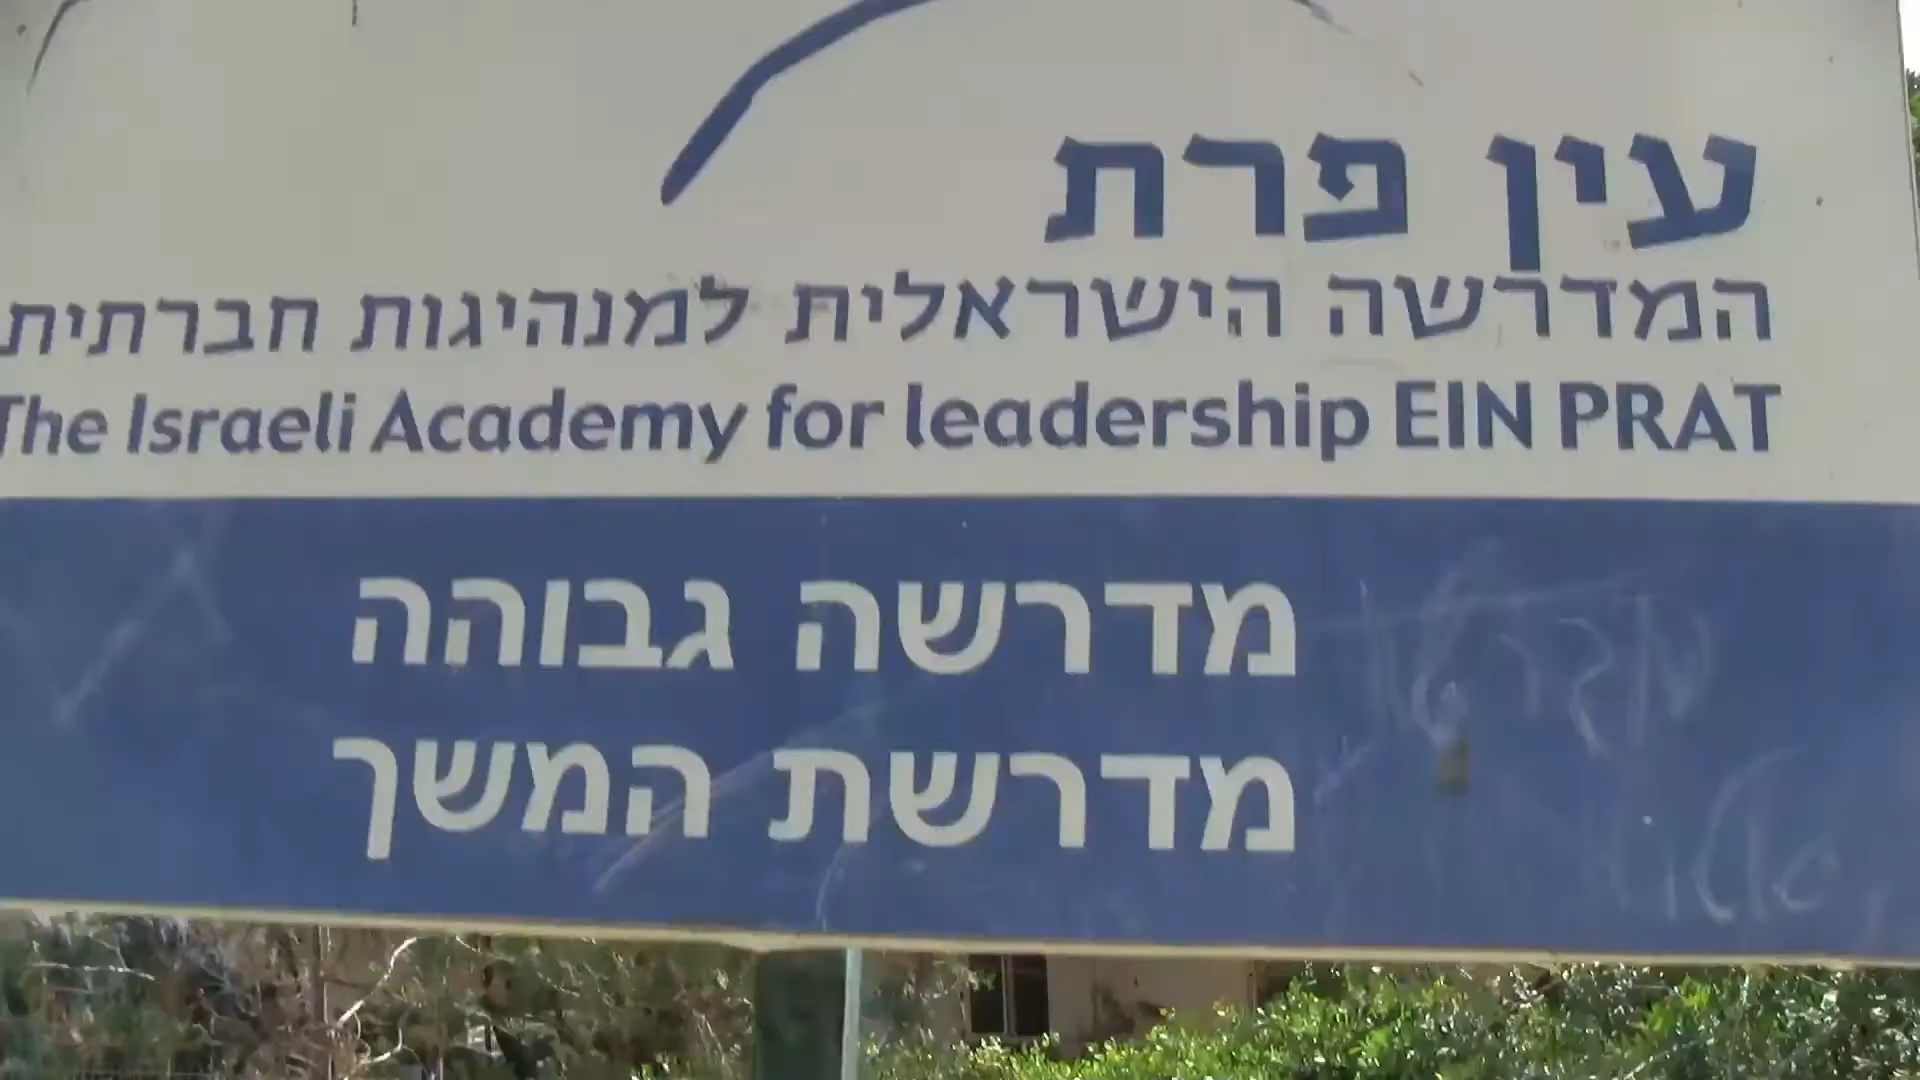 עין פרת
המדרשה הישראלית למנהיגות חברתית
The Israeli Academy for leadership EIN PRAT
מדרשה גבוהה
מדרשת המשך